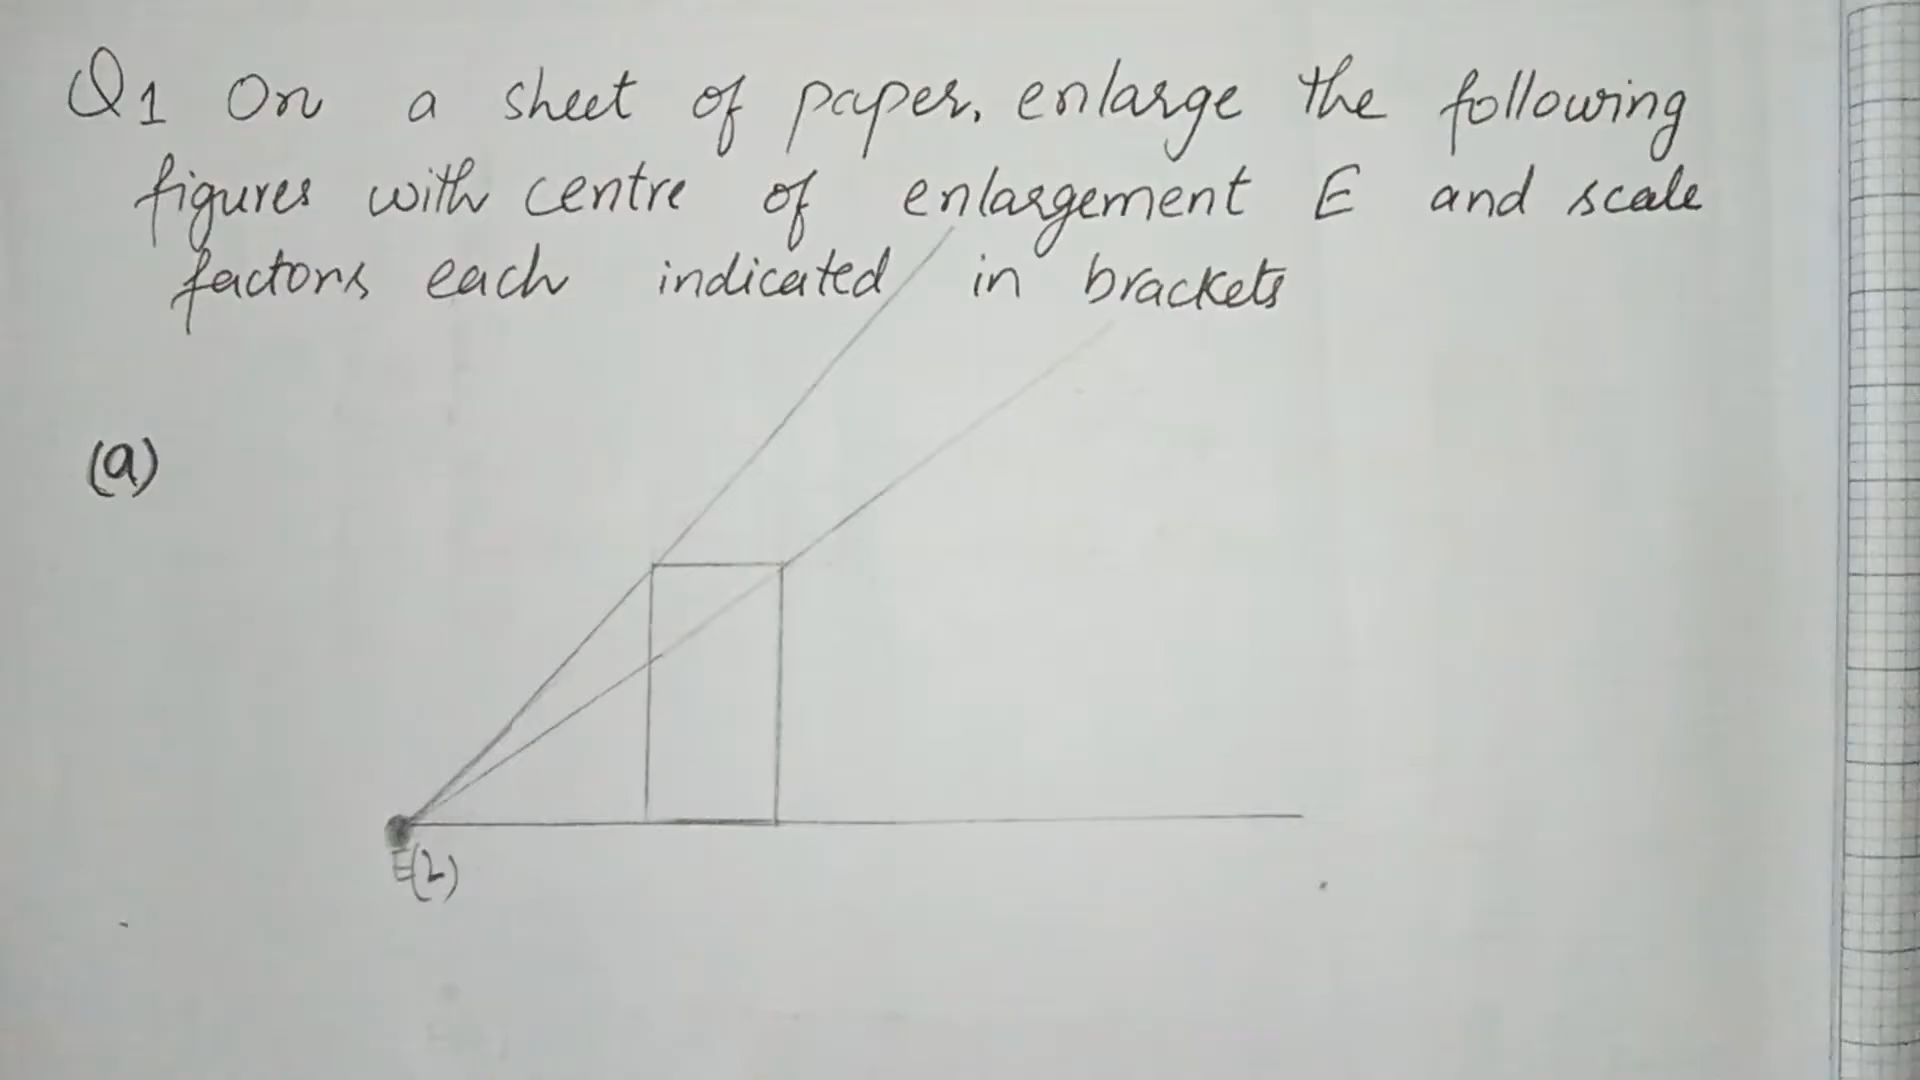 Q1 On a sheet of paper, enlarge the following
figures with centre of enlargement E and scale
factors each indicated in brackets
(a)
E(2)